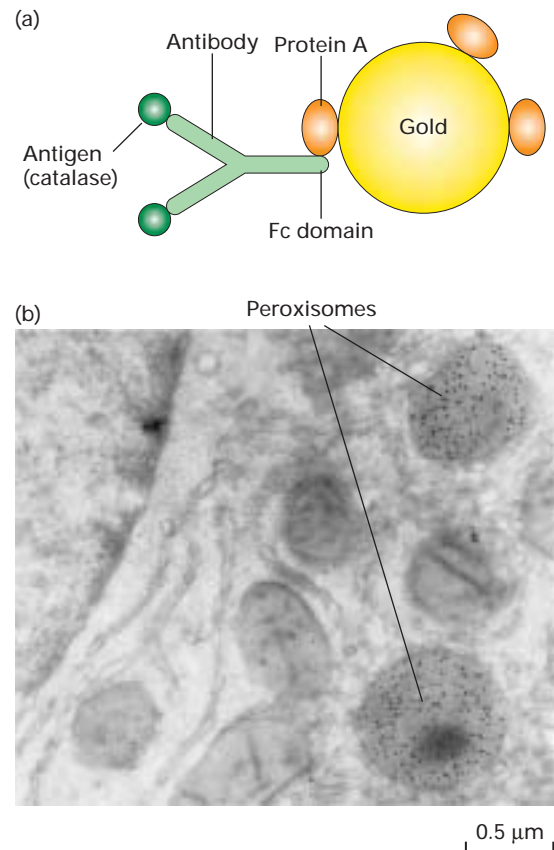 (a)
Antibody
Protein A
Gold
Antigen
(catalase)
Fc domain
Peroxisomes
(b)
0.5 μm